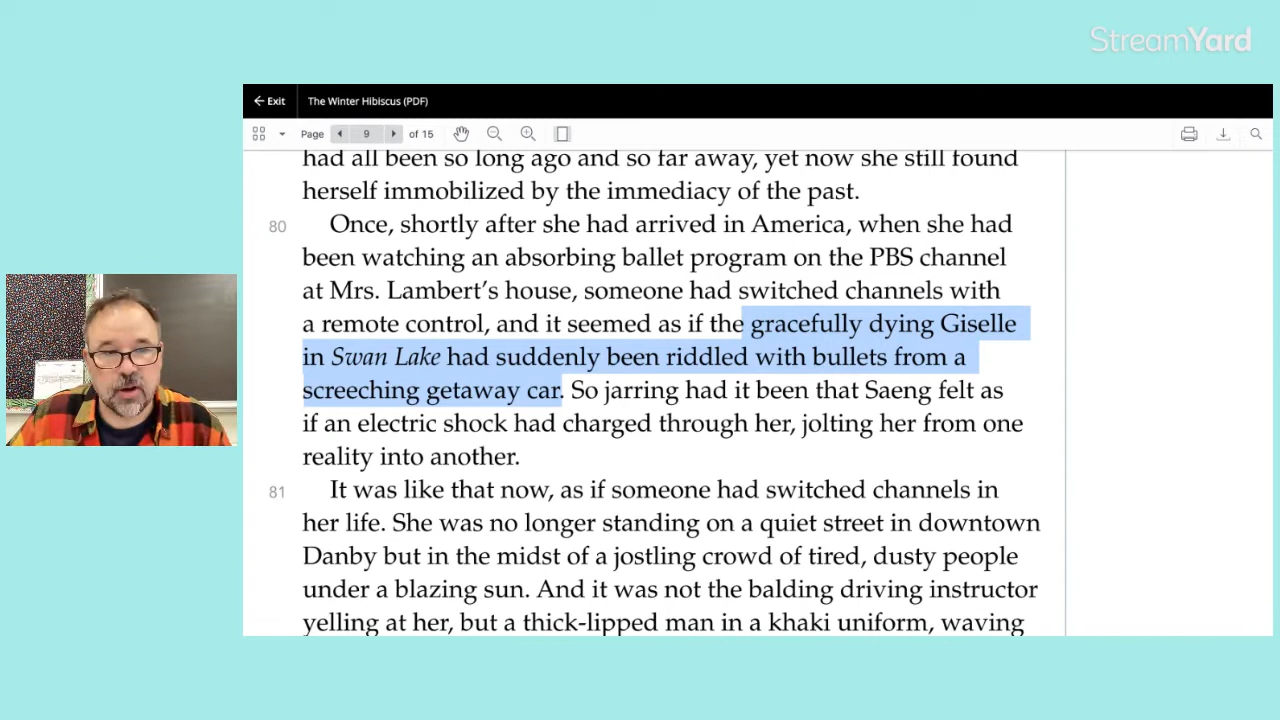 StreamYard
Exit The Winter Hibiscus (PDF)
Page 9 of 15
had all been so long ago and so far away, yet now she still found
herself immobilized by the immediacy of the past.
80 Once, shortly after she had arrived in America, when she had
been watching an absorbing ballet program on the PBS channel
at Mrs. Lambert’s house, someone had switched channels with
a remote control, and it seemed as if the gracefully dying Giselle
in Swan Lake had suddenly been riddled with bullets from a
screeching getaway car. So jarring had it been that Saeng felt as
if an electric shock had charged through her, jolting her from one
reality into another.
81 It was like that now, as if someone had switched channels in
her life. She was no longer standing on a quiet street in downtown
Danby but in the midst of a jostling crowd of tired, dusty people
under a blazing sun. And it was not the balding driving instructor
yelling at her, but a thick-lipped man in a khaki uniform, waving